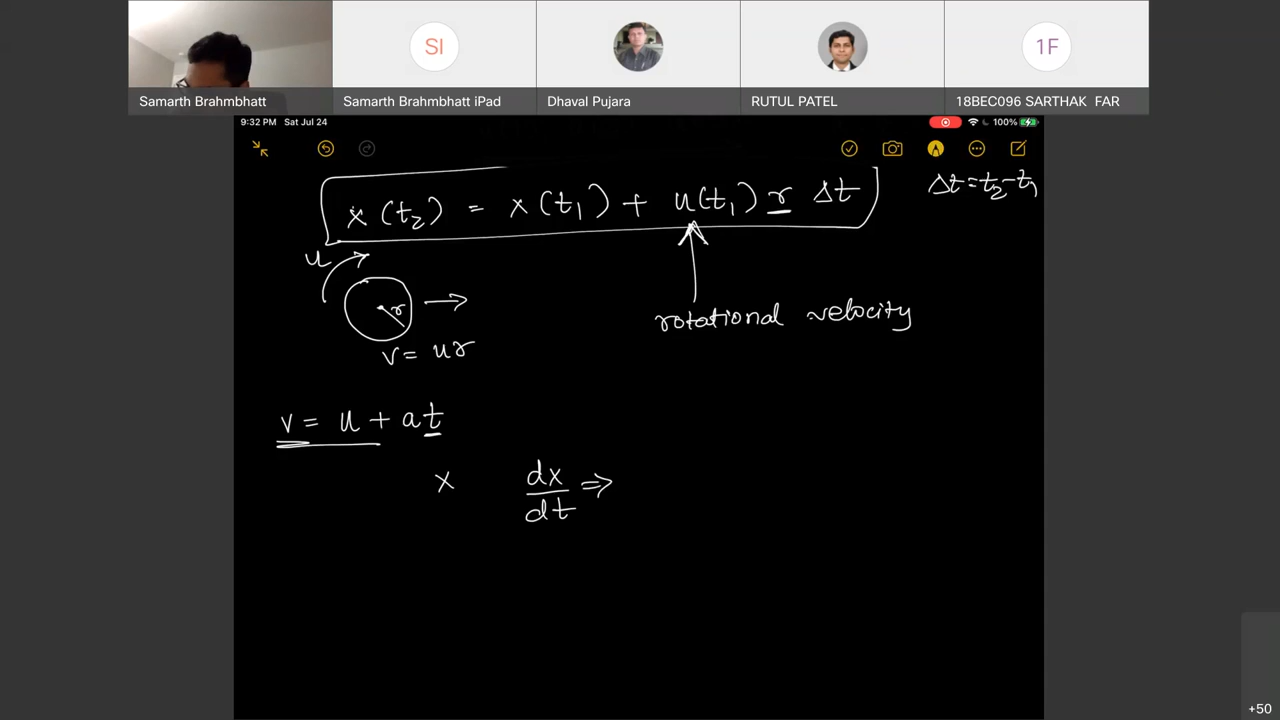 SI
1F
Samarth Brahmbhatt
Samarth Brahmbhatt iPad
Dhaval Pujara
RUTUL PATEL
18BEC096 SARTHAK FAR
9:32 PM Sat Jul 24
100%
x(t₂) = x(t₁) + u(t₁) r Δt
Δt=t₂-t₁
u
r
rotational velocity
v= ur
v= u+at
x
dx/dt ⇒
+50